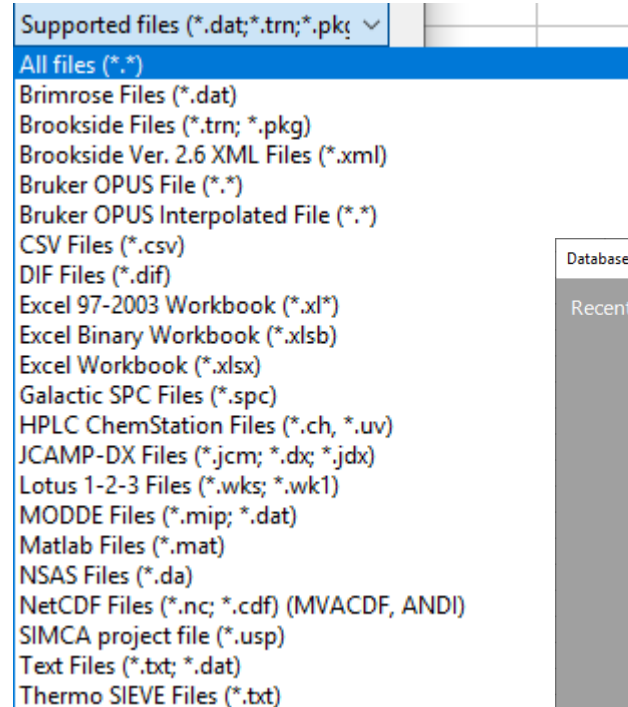 Supported files (*.dat;*.trn;*.pkg
All files (*.*)
Brimrose Files (*.dat)
Brookside Files (*.trn; *.pkg)
Brookside Ver. 2.6 XML Files (*.xml)
Bruker OPUS File (*.*)
Bruker OPUS Interpolated File (*.*)
CSV Files (*.csv)
DIF Files (*.dif)
Excel 97-2003 Workbook (*.xl*)
Excel Binary Workbook (*.xlsb)
Excel Workbook (*.xlsx)
Galactic SPC Files (*.spc)
HPLC ChemStation Files (*.ch, *.uv)
JCAMP-DX Files (*.jcm; *.dx; *.jdx)
Lotus 1-2-3 Files (*.wks; *.wk1)
MODDE Files (*.mip; *.dat)
Matlab Files (*.mat)
NSAS Files (*.da)
NetCDF Files (*.nc; *.cdf) (MVACDF, ANDI)
SIMCA project file (*.usp)
Text Files (*.txt; *.dat)
Thermo SIEVE Files (*.txt)
Database
Recent